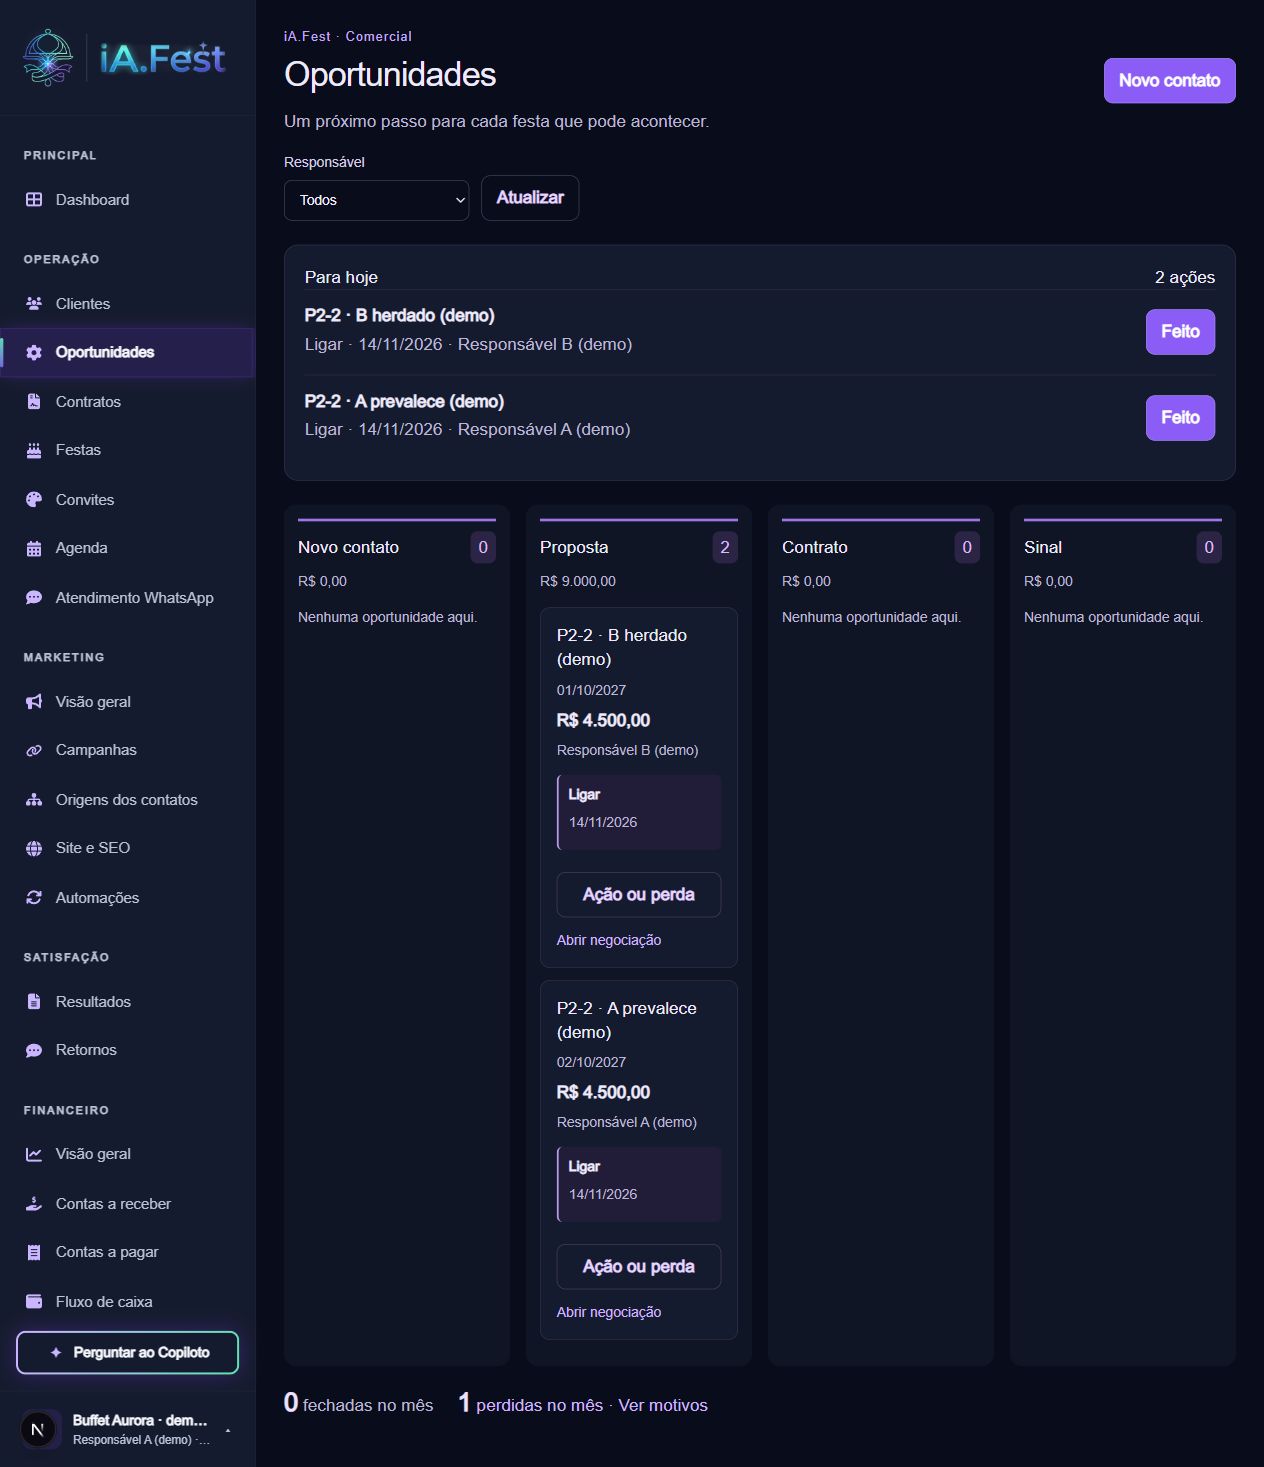 iA.Fest
PRINCIPAL
Dashboard
OPERAÇÃO
Clientes
Oportunidades
Contratos
Festas
Convites
Agenda
Atendimento WhatsApp
MARKETING
Visão geral
Campanhas
Origens dos contatos
Site e SEO
Automações
SATISFAÇÃO
Resultados
Retornos
FINANCEIRO
Visão geral
Contas a receber
Contas a pagar
Fluxo de caixa
Perguntar ao Copiloto
N
Buffet Aurora · dem...
Responsável A (demo) ·...
iA.Fest · Comercial
Oportunidades
Novo contato
Um próximo passo para cada festa que pode acontecer.
Responsável
Todos
Atualizar
Para hoje
2 ações
P2-2 · B herdado (demo)
Ligar · 14/11/2026 · Responsável B (demo)
Feito
P2-2 · A prevalece (demo)
Ligar · 14/11/2026 · Responsável A (demo)
Feito
Novo contato 0
R$ 0,00
Nenhuma oportunidade aqui.
Proposta 2
R$ 9.000,00
P2-2 · B herdado
(demo)
01/10/2027
R$ 4.500,00
Responsável B (demo)
Ligar
14/11/2026
Ação ou perda
Abrir negociação
P2-2 · A prevalece
(demo)
02/10/2027
R$ 4.500,00
Responsável A (demo)
Ligar
14/11/2026
Ação ou perda
Abrir negociação
Contrato 0
R$ 0,00
Nenhuma oportunidade aqui.
Sinal 0
R$ 0,00
Nenhuma oportunidade aqui.
0 fechadas no mês
1 perdidas no mês · Ver motivos